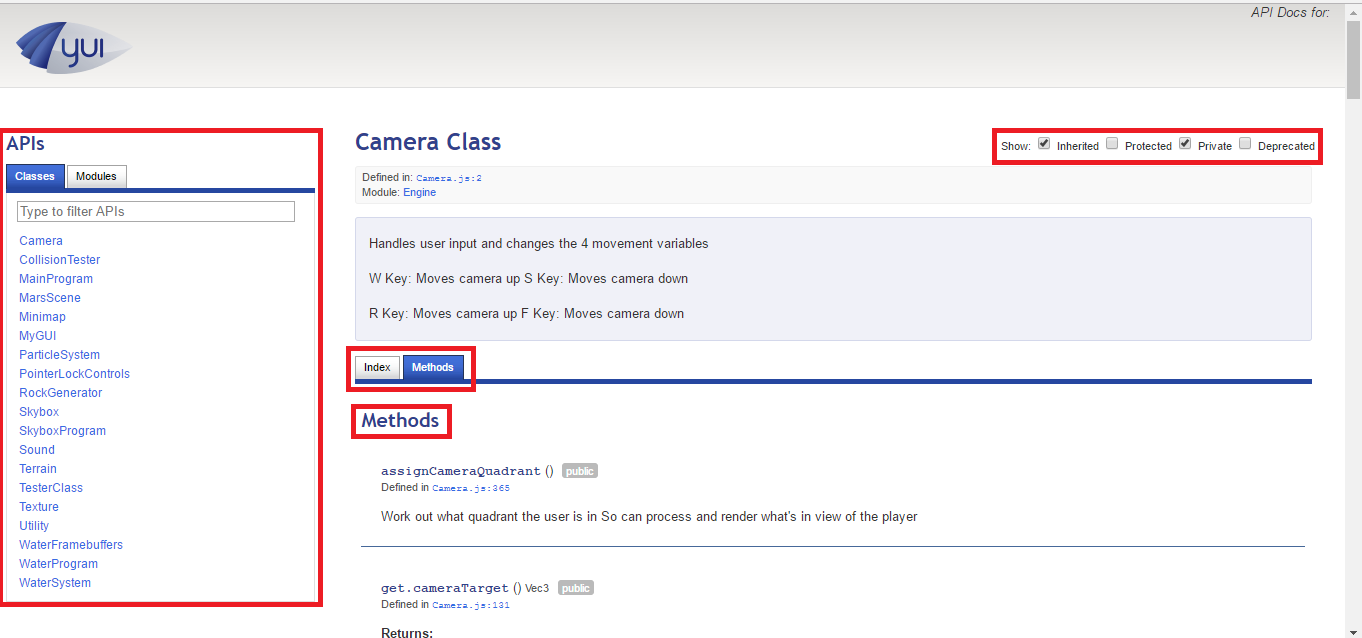 API Docs for:
yui
APIs
Classes Modules
Type to filter APIs
Camera
CollisionTester
MainProgram
MarsScene
Minimap
MyGUI
ParticleSystem
PointerLockControls
RockGenerator
Skybox
SkyboxProgram
Sound
Terrain
TesterClass
Texture
Utility
WaterFramebuffers
WaterProgram
WaterSystem
Camera Class
Show: Inherited Protected Private Deprecated
Defined in: Camera.js:2
Module: Engine
Handles user input and changes the 4 movement variables
W Key: Moves camera up S Key: Moves camera down
R Key: Moves camera up F Key: Moves camera down
Index Methods
Methods
assignCameraQuadrant () public
Defined in Camera.js:365
Work out what quadrant the user is in So can process and render what's in view of the player
get.cameraTarget () Vec3 public
Defined in Camera.js:131
Returns: